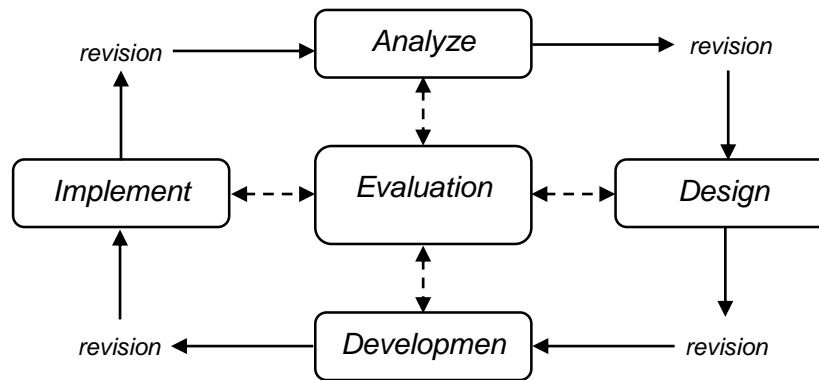 Analyze
revision
revision
Implement
Evaluation
Design
revision
Developmen
revision